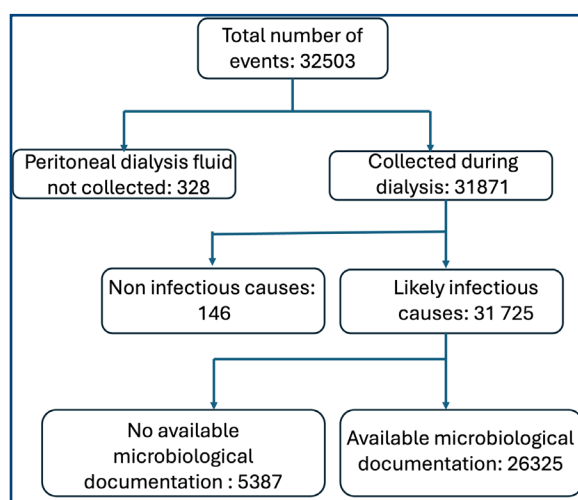 Total number of
events: 32503
Peritoneal dialysis fluid
not collected: 328
Collected during
dialysis: 31871
Non infectious causes:
146
Likely infectious
causes: 31 725
No available
microbiological
documentation : 5387
Available microbiological
documentation: 26325